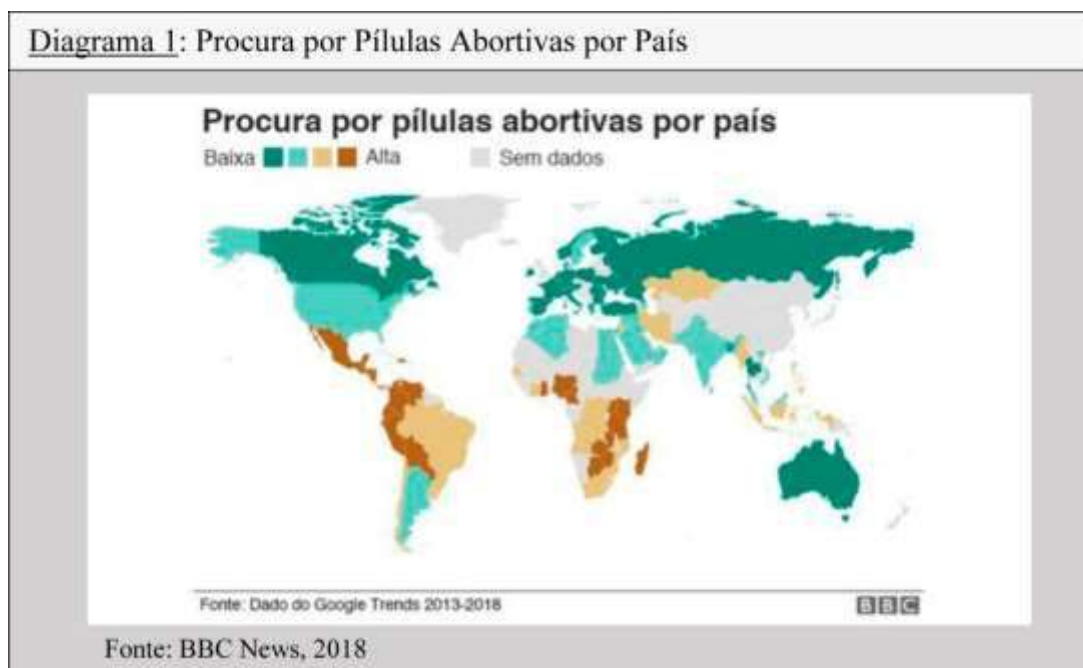 Diagrama 1: Procura por Pílulas Abortivas por País
Procura por pílulas abortivas por país
Baixa Alta Sem dados
Fonte: Dado do Google Trends 2013-2018
BBC
Fonte: BBC News, 2018